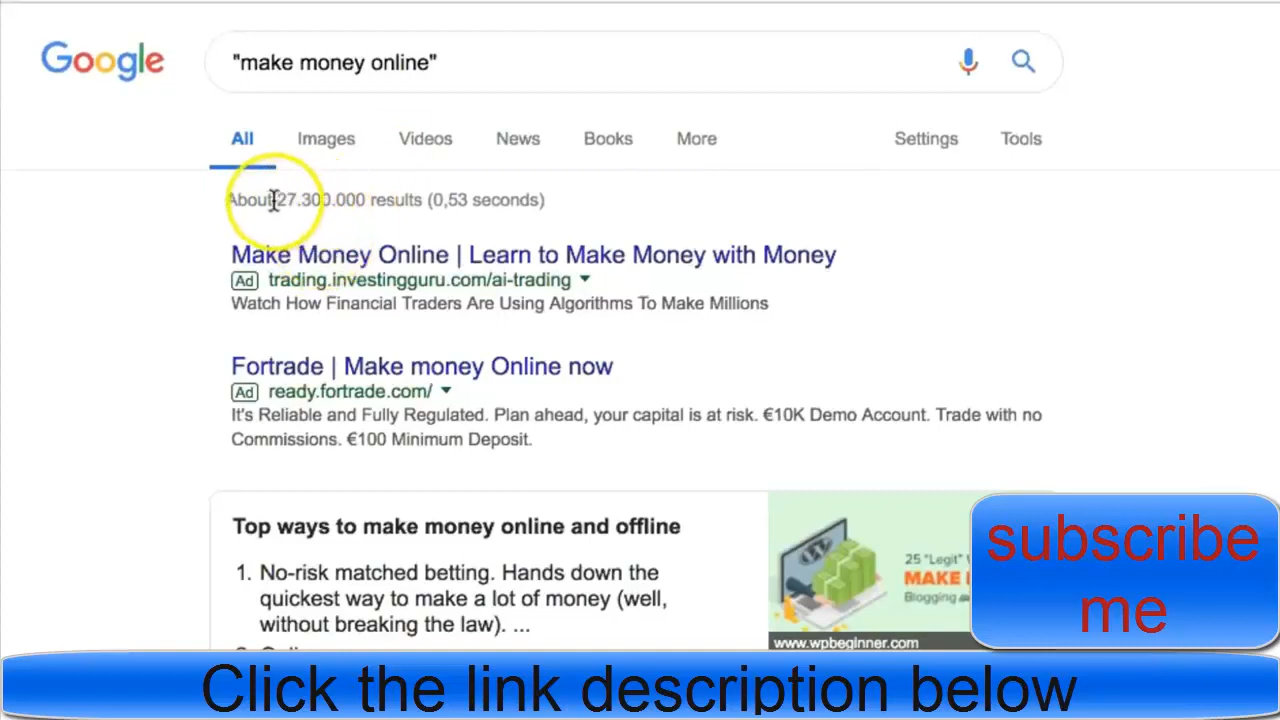 Google
"make money online"
All Images Videos News Books More Settings Tools
About 27.300.000 results (0,53 seconds)
Make Money Online | Learn to Make Money with Money
Ad trading.investingguru.com/ai-trading
Watch How Financial Traders Are Using Algorithms To Make Millions
Fortrade | Make money Online now
Ad ready.fortrade.com/
It's Reliable and Fully Regulated. Plan ahead, your capital is at risk. €10K Demo Account. Trade with no
Commissions. €100 Minimum Deposit.
Top ways to make money online and offline
1. No-risk matched betting. Hands down the
quickest way to make a lot of money (well,
without breaking the law). ...
25 "Legit"
MAKE
Blogging
www.wpbeginner.com
subscribe
me
Click the link description below